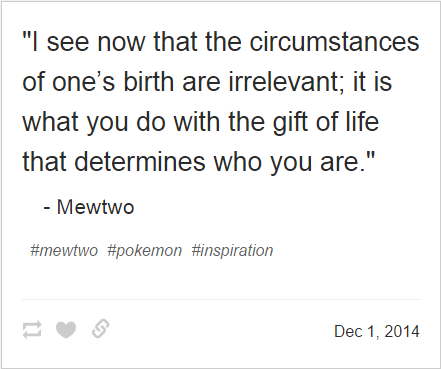 "I see now that the circumstances
of one’s birth are irrelevant; it is
what you do with the gift of life
that determines who you are."
- Mewtwo
#mewtwo #pokemon #inspiration
Dec 1, 2014